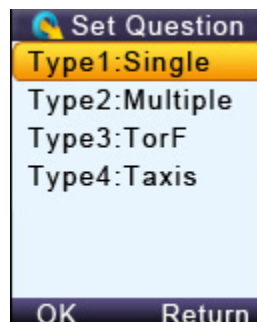 Set Question
Type1:Single
Type2:Multiple
Type3:TorF
Type4:Taxis
OK Return